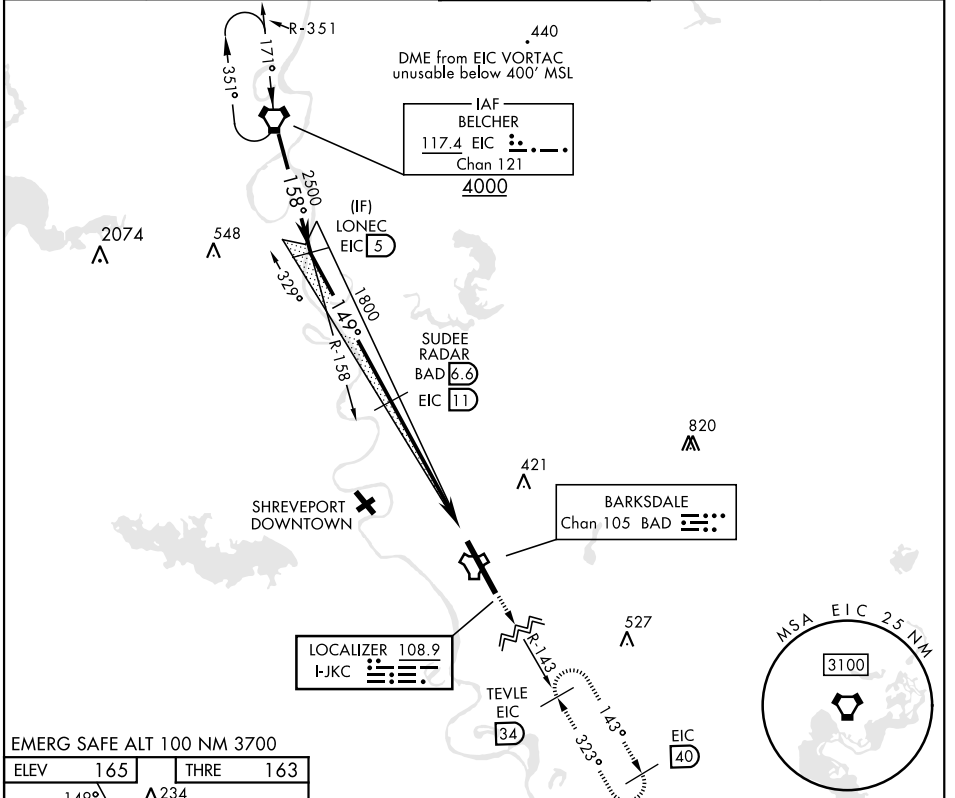 R-351
171°
351°
440
DME from EIC VORTAC
unusable below 400' MSL
IAF
BELCHER
117.4 EIC
Chan 121
4000
2500
158°
(IF)
LONEC
EIC 5
2074
548
329°
149°
1800
R-158
SUDEE
RADAR
BAD 6.6
EIC 11
820
421
SHREVEPORT
DOWNTOWN
BARKSDALE
Chan 105 BAD
LOCALIZER 108.9
I-JKC
527
R-143
TEVLE
EIC
34
143°
323°
EIC
40
MSA EIC 25 NM
3100
EMERG SAFE ALT 100 NM 3700
ELEV 165
THRE 163
149°
234